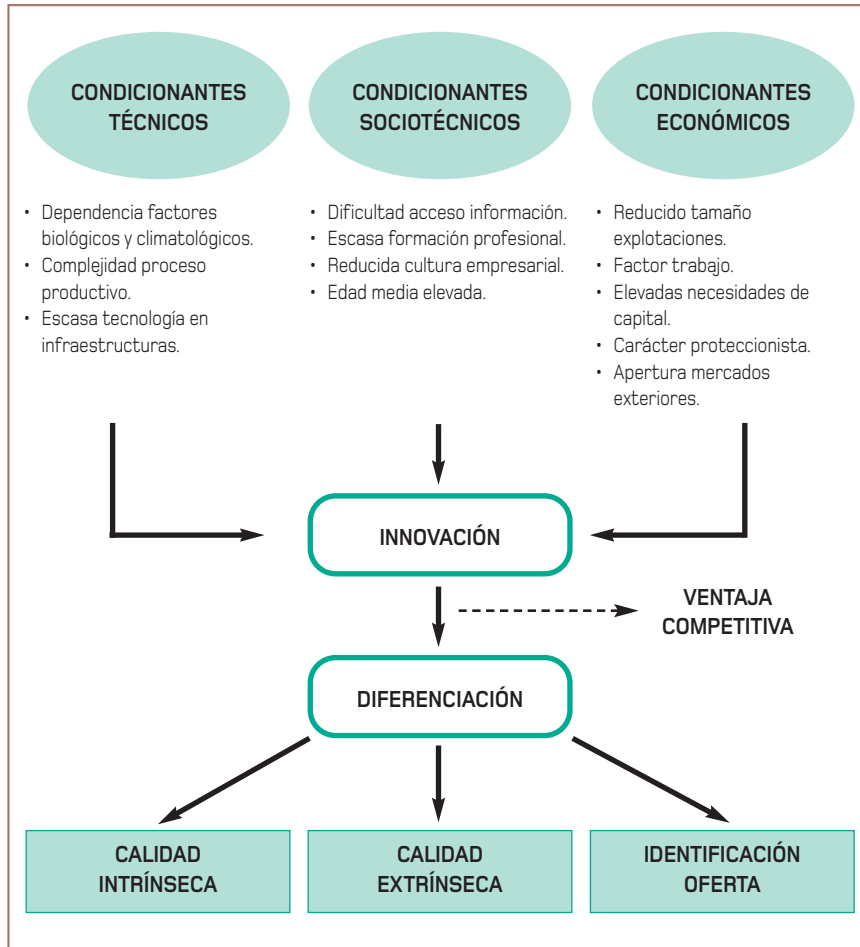 CONDICIONANTES
TÉCNICOS
CONDICIONANTES
SOCIOTÉCNICOS
CONDICIONANTES
ECONÓMICOS
• Dependencia factores
biológicos y climatológicos.
• Complejidad proceso
productivo.
• Escasa tecnología en
infraestructuras.
• Dificultad acceso información.
• Escasa formación profesional.
• Reducida cultura empresarial.
• Edad media elevada.
• Reducido tamaño
explotaciones.
• Factor trabajo.
• Elevadas necesidades de
capital.
• Carácter proteccionista.
• Apertura mercados
exteriores.
INNOVACIÓN
VENTAJA
COMPETITIVA
DIFERENCIACIÓN
CALIDAD
INTRÍNSECA
CALIDAD
EXTRÍNSECA
IDENTIFICACIÓN
OFERTA